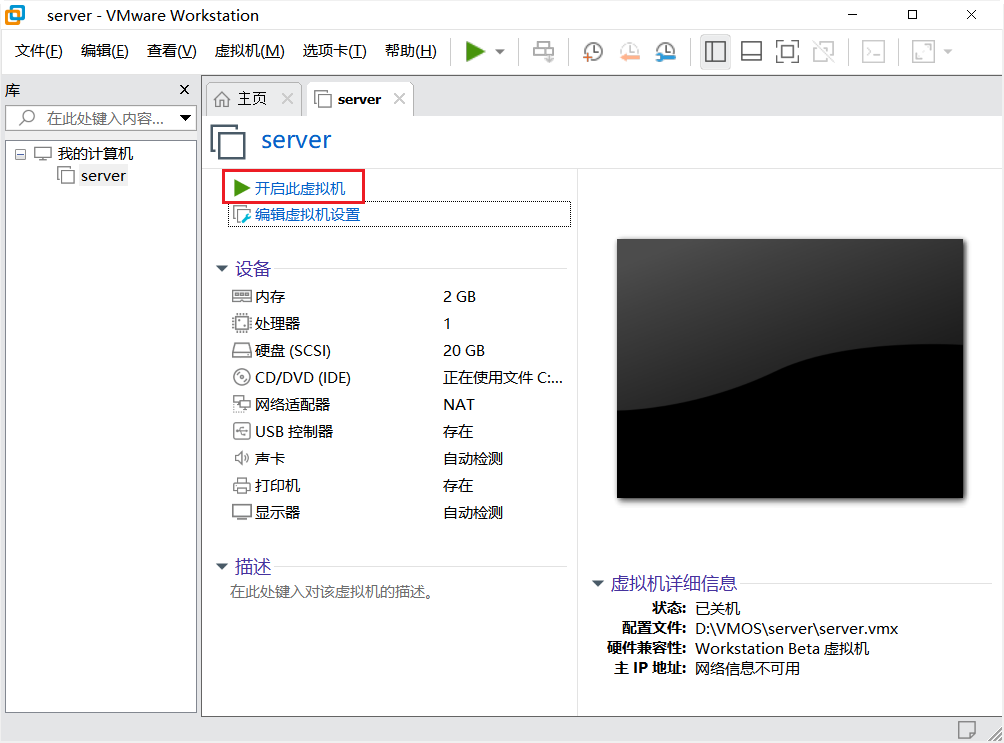 server - VMware Workstation
文件(F) 编辑(E) 查看(V) 虚拟机(M) 选项卡(T) 帮助(H)
库
在此处键入内容...
我的计算机
server
主页
server
server
开启此虚拟机
编辑虚拟机设置
设备
内存 2 GB
处理器 1
硬盘 (SCSI) 20 GB
CD/DVD (IDE) 正在使用文件 C:...
网络适配器 NAT
USB 控制器 存在
声卡 自动检测
打印机 存在
显示器 自动检测
描述
在此处键入对该虚拟机的描述。
虚拟机详细信息
状态: 已关机
配置文件: D:\VMOS\server\server.vmx
硬件兼容性: Workstation Beta 虚拟机
主 IP 地址: 网络信息不可用